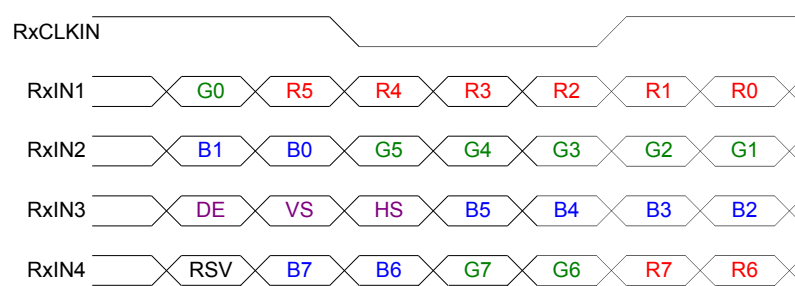 RxCLKIN
RxIN1 G0 R5 R4 R3 R2 R1 R0
RxIN2 B1 B0 G5 G4 G3 G2 G1
RxIN3 DE VS HS B5 B4 B3 B2
RxIN4 RSV B7 B6 G7 G6 R7 R6